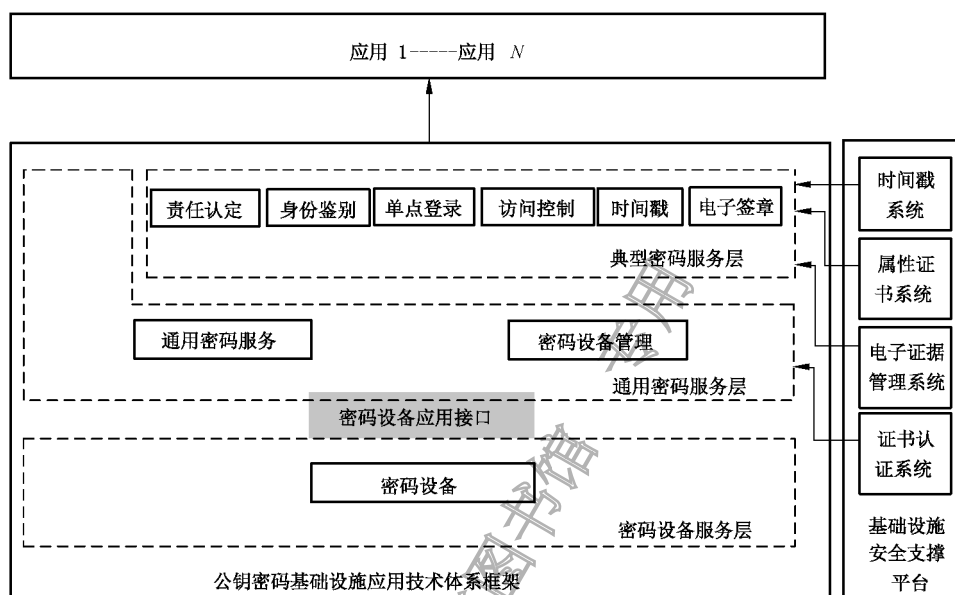 应用 1-----应用 N
责任认定
身份鉴别
单点登录
访问控制
时间戳
电子签章
典型密码服务层
通用密码服务
密码设备管理
通用密码服务层
密码设备应用接口
密码设备
密码设备服务层
公钥密码基础设施应用技术体系框架
时间戳
系统
属性证
书系统
电子证据
管理系统
证书认
证系统
基础设施
安全支撑
平台
图书馆 专用